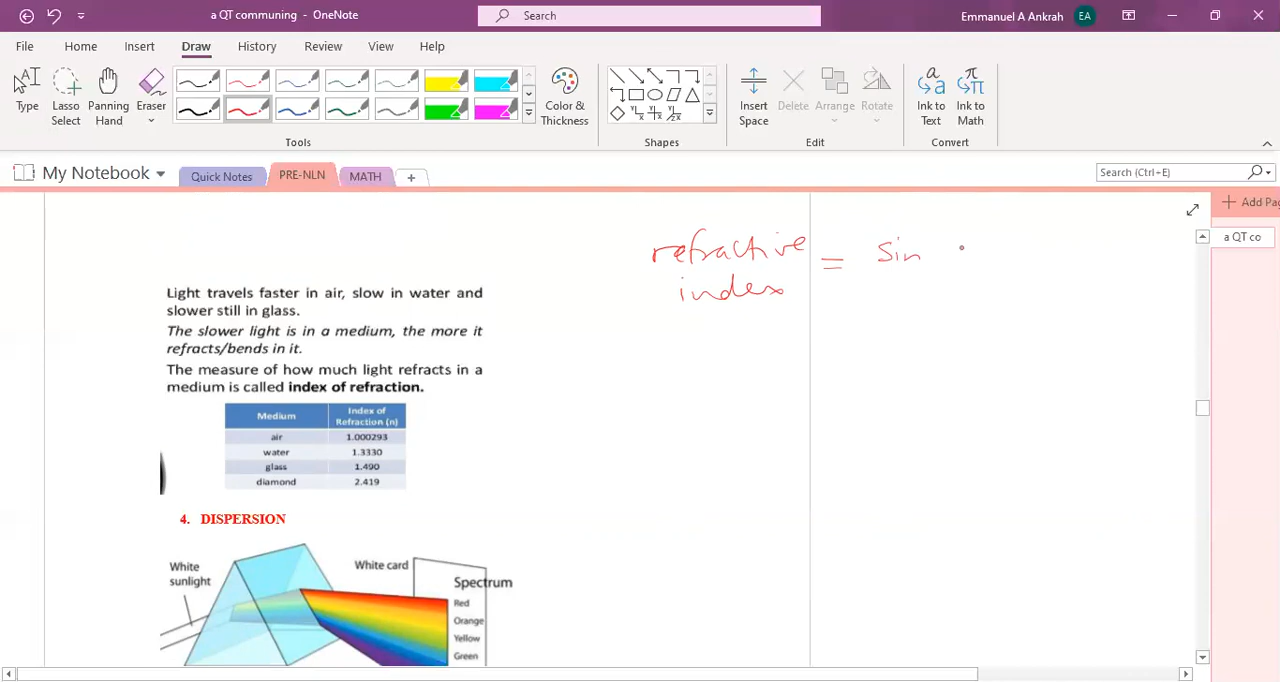 a QT communing - OneNote
Search
Emmanuel A Ankrah
EA
File Home Insert Draw History Review View Help
Type
Lasso Select
Panning Hand
Eraser
Color & Thickness
Insert Space
Delete
Arrange
Rotate
Ink to Text
Ink to Math
Tools
Shapes
Edit
Convert
My Notebook
Quick Notes
PRE-NLN
MATH
Search (Ctrl+E)
Add Pag
a QT co
refractive = sin
index
Light travels faster in air, slow in water and
slower still in glass.
The slower light is in a medium, the more it
refracts/bends in it.
The measure of how much light refracts in a
medium is called index of refraction.
Medium Index of Refraction (n)
air 1.000293
water 1.3330
glass 1.490
diamond 2.419
4. DISPERSION
White sunlight
White card
Spectrum
Red
Orange
Yellow
Green